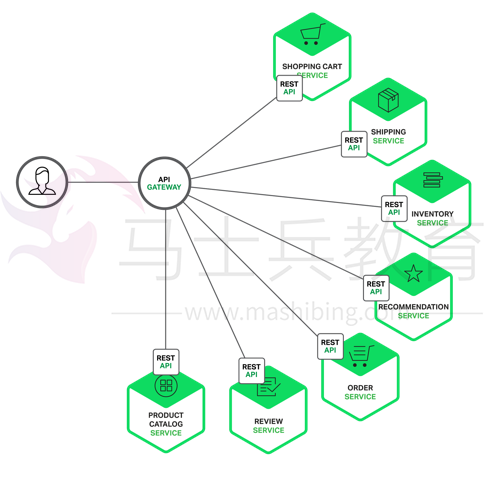 SHOPPING CART
SERVICE
REST
API
SHIPPING
SERVICE
REST
API
API
GATEWAY
INVENTORY
SERVICE
REST
API
马士兵教育
www.mashibing.co
RECOMMENDATION
SERVICE
REST
API
ORDER
SERVICE
REST
API
REVIEW
SERVICE
REST
API
PRODUCT
CATALOG
SERVICE
REST
API